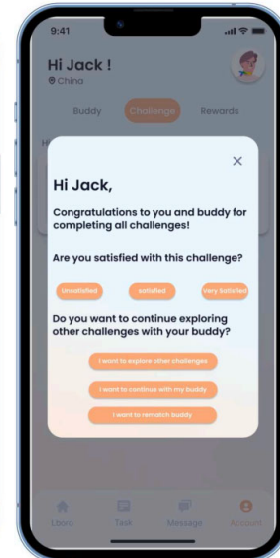 9:41
Hi Jack !
China
Buddy
Challenge
Rewards
Hi
X
Hi Jack,
Congratulations to you and buddy for
completing all challenges!
Are you satisfied with this challenge?
Unsatisfied
satisfied
Very Satisfied
Do you want to continue exploring
other challenges with your buddy?
I want to explore other challenges
I want to continue with my buddy
I want to rematch buddy
Task
Message
Account